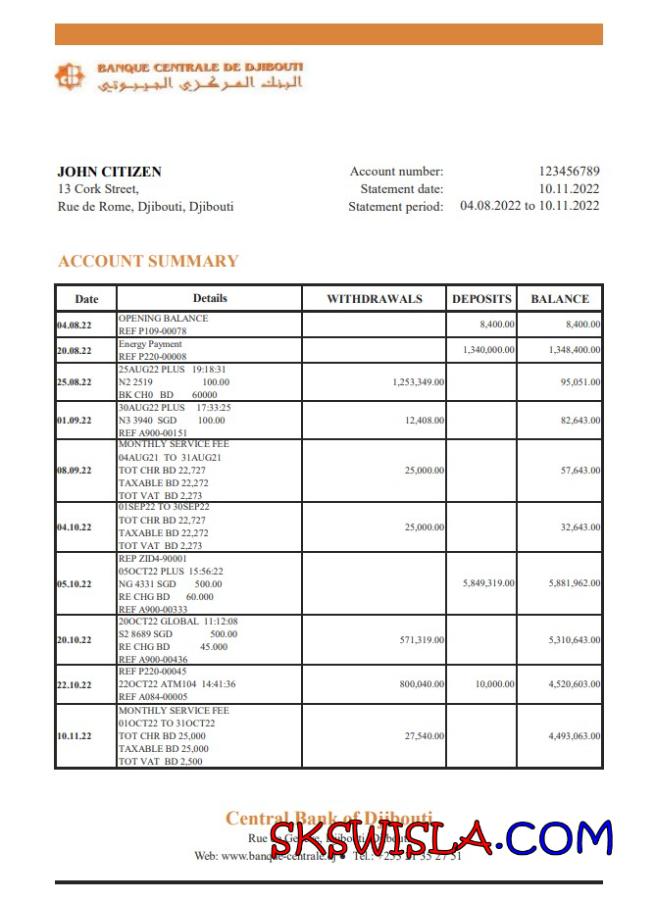 BANQUE CENTRALE DE DJIBOUTI
البنك المركزي الجيبوتي
JOHN CITIZEN
13 Cork Street,
Rue de Rome, Djibouti, Djibouti
Account number: 123456789
Statement date: 10.11.2022
Statement period: 04.08.2022 to 10.11.2022
ACCOUNT SUMMARY
Date Details WITHDRAWALS DEPOSITS BALANCE
04.08.22 OPENING BALANCE 8,400.00 8,400.00
REF P109-00078
20.08.22 Energy Payment 1,340,000.00 1,348,400.00
REF P220-00008
25AUG22 PLUS 19:18:31
25.08.22 N2 2519 100.00 1,253,349.00 95,051.00
BK CH0 BD 60000
30AUG22 PLUS 17:33:25
01.09.22 N3 3940 SGD 100.00 12,408.00 82,643.00
REF A900-00151
MONTHLY SERVICE FEE
04AUG21 TO 31AUG21
08.09.22 TOT CHR BD 22,727 25,000.00 57,643.00
TAXABLE BD 22,272
TOT VAT BD 2,273
01SEP22 TO 30SEP22
TOT CHR BD 22,727
04.10.22 TAXABLE BD 22,272 25,000.00 32,643.00
TOT VAT BD 2,273
REP ZID4-90001
05OCT22 PLUS 15:56:22
05.10.22 NG 4331 SGD 500.00 5,849,319.00 5,881,962.00
RE CHG BD 60.000
REF A900-00333
20OCT22 GLOBAL 11:12:08
20.10.22 S2 8689 SGD 500.00 571,319.00 5,310,643.00
RE CHG BD 45.000
REF A900-00436
REF P220-00045
22.10.22 22OCT22 ATM104 14:41:36 800,040.00 10,000.00 4,520,603.00
REF A084-00005
MONTHLY SERVICE FEE
01OCT22 TO 31OCT22
10.11.22 TOT CHR BD 25,000 27,540.00 4,493,063.00
TAXABLE BD 25,000
TOT VAT BD 2,500
Central Bank of Djibouti
Rue
SKSWISLA.COM
Web: Tel.: